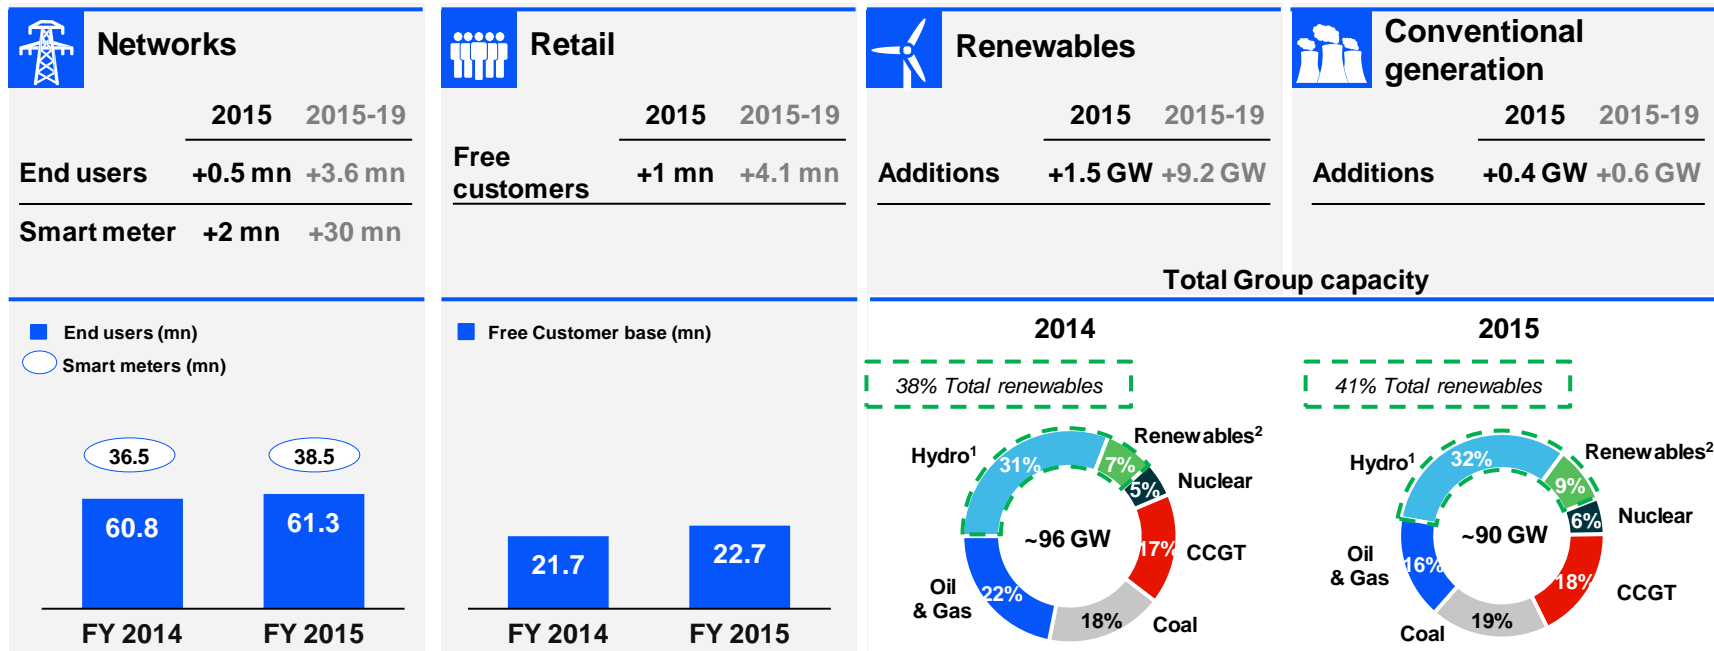 Networks
2015 2015-19
End users +0.5 mn +3.6 mn
Smart meter +2 mn +30 mn
Retail
2015 2015-19
Free
customers +1 mn +4.1 mn
Renewables
2015 2015-19
Additions +1.5 GW +9.2 GW
Conventional
generation
2015 2015-19
Additions +0.4 GW +0.6 GW
End users (mn)
Smart meters (mn)
36.5 38.5
60.8 61.3
FY 2014 FY 2015
Free Customer base (mn)
21.7 22.7
FY 2014 FY 2015
Total Group capacity
2014
38% Total renewables
Hydro¹ 31%
Renewables² 7%
Nuclear 5%
~96 GW
CCGT 17%
Oil
& Gas 22%
Coal 18%
2015
41% Total renewables
Hydro¹ 32%
Renewables² 9%
Nuclear 6%
~90 GW
Oil
& Gas 16%
CCGT 18%
Coal 19%